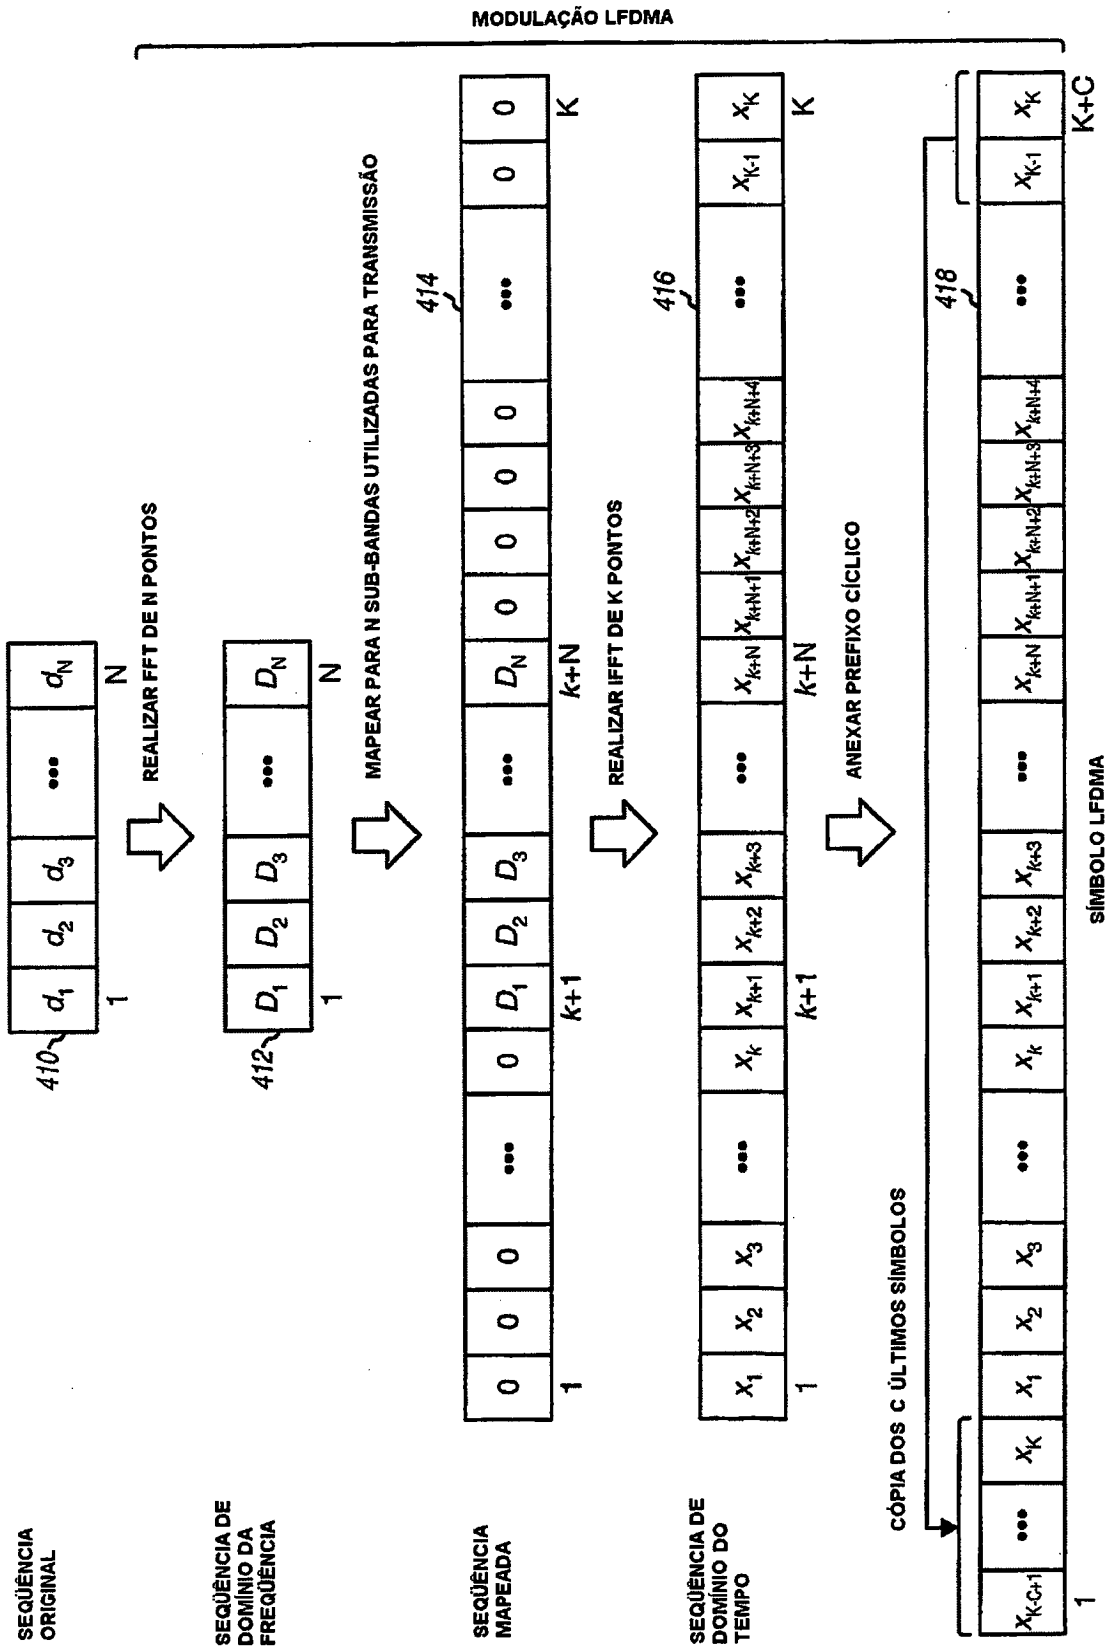 MODULAÇÃO LFDMA
SEQÜÊNCIA
ORIGINAL
410
d1 d2 d3 ••• dN
1 N
REALIZAR FFT DE N PONTOS
SEQÜÊNCIA DE
DOMÍNIO DA
FREQÜÊNCIA
412
D1 D2 D3 ••• DN
1 N
MAPEAR PARA N SUB-BANDAS UTILIZADAS PARA TRANSMISSÃO
SEQÜÊNCIA
MAPEADA
414
0 0 0 ••• 0 D1 D2 D3 ••• DN 0 0 0 0 ••• 0 0
1 k+1 k+N K
REALIZAR IFFT DE K PONTOS
SEQÜÊNCIA DE
DOMÍNIO DO
TEMPO
416
x1 x2 x3 ••• xk xk+1 xk+2 xk+3 ••• xk+N xk+N+1 xk+N+2 xk+N+3 xk+N+4 ••• xK-1 xK
1 k+1 k+N K
ANEXAR PREFIXO CÍCLICO
CÓPIA DOS C ÚLTIMOS SÍMBOLOS
418
xK-C+1 ••• xK x1 x2 x3 ••• xk xk+1 xk+2 xk+3 ••• xk+N xk+N+1 xk+N+2 xk+N+3 xk+N+4 ••• xK-1 xK
1 K+C
SÍMBOLO LFDMA